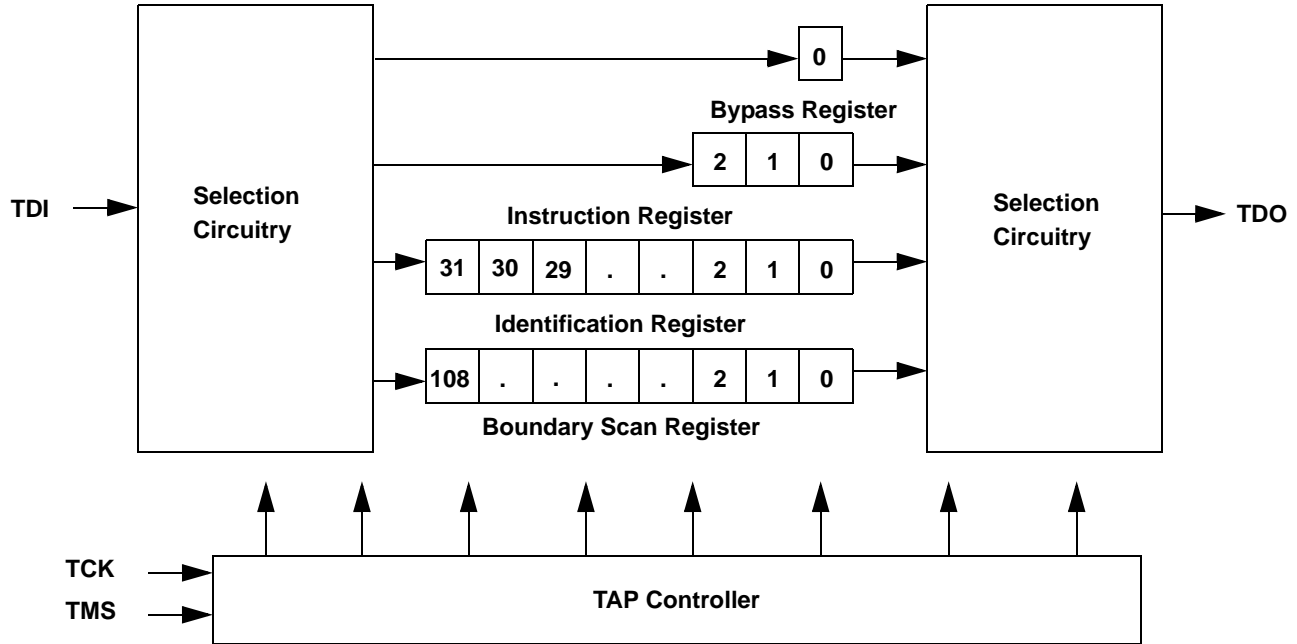 0
Bypass Register
2 1 0
Selection
Circuitry
TDI
Selection
Circuitry
TDO
Instruction Register
31 30 29 . . 2 1 0
Identification Register
108 . . . . 2 1 0
Boundary Scan Register
TCK
TMS
TAP Controller